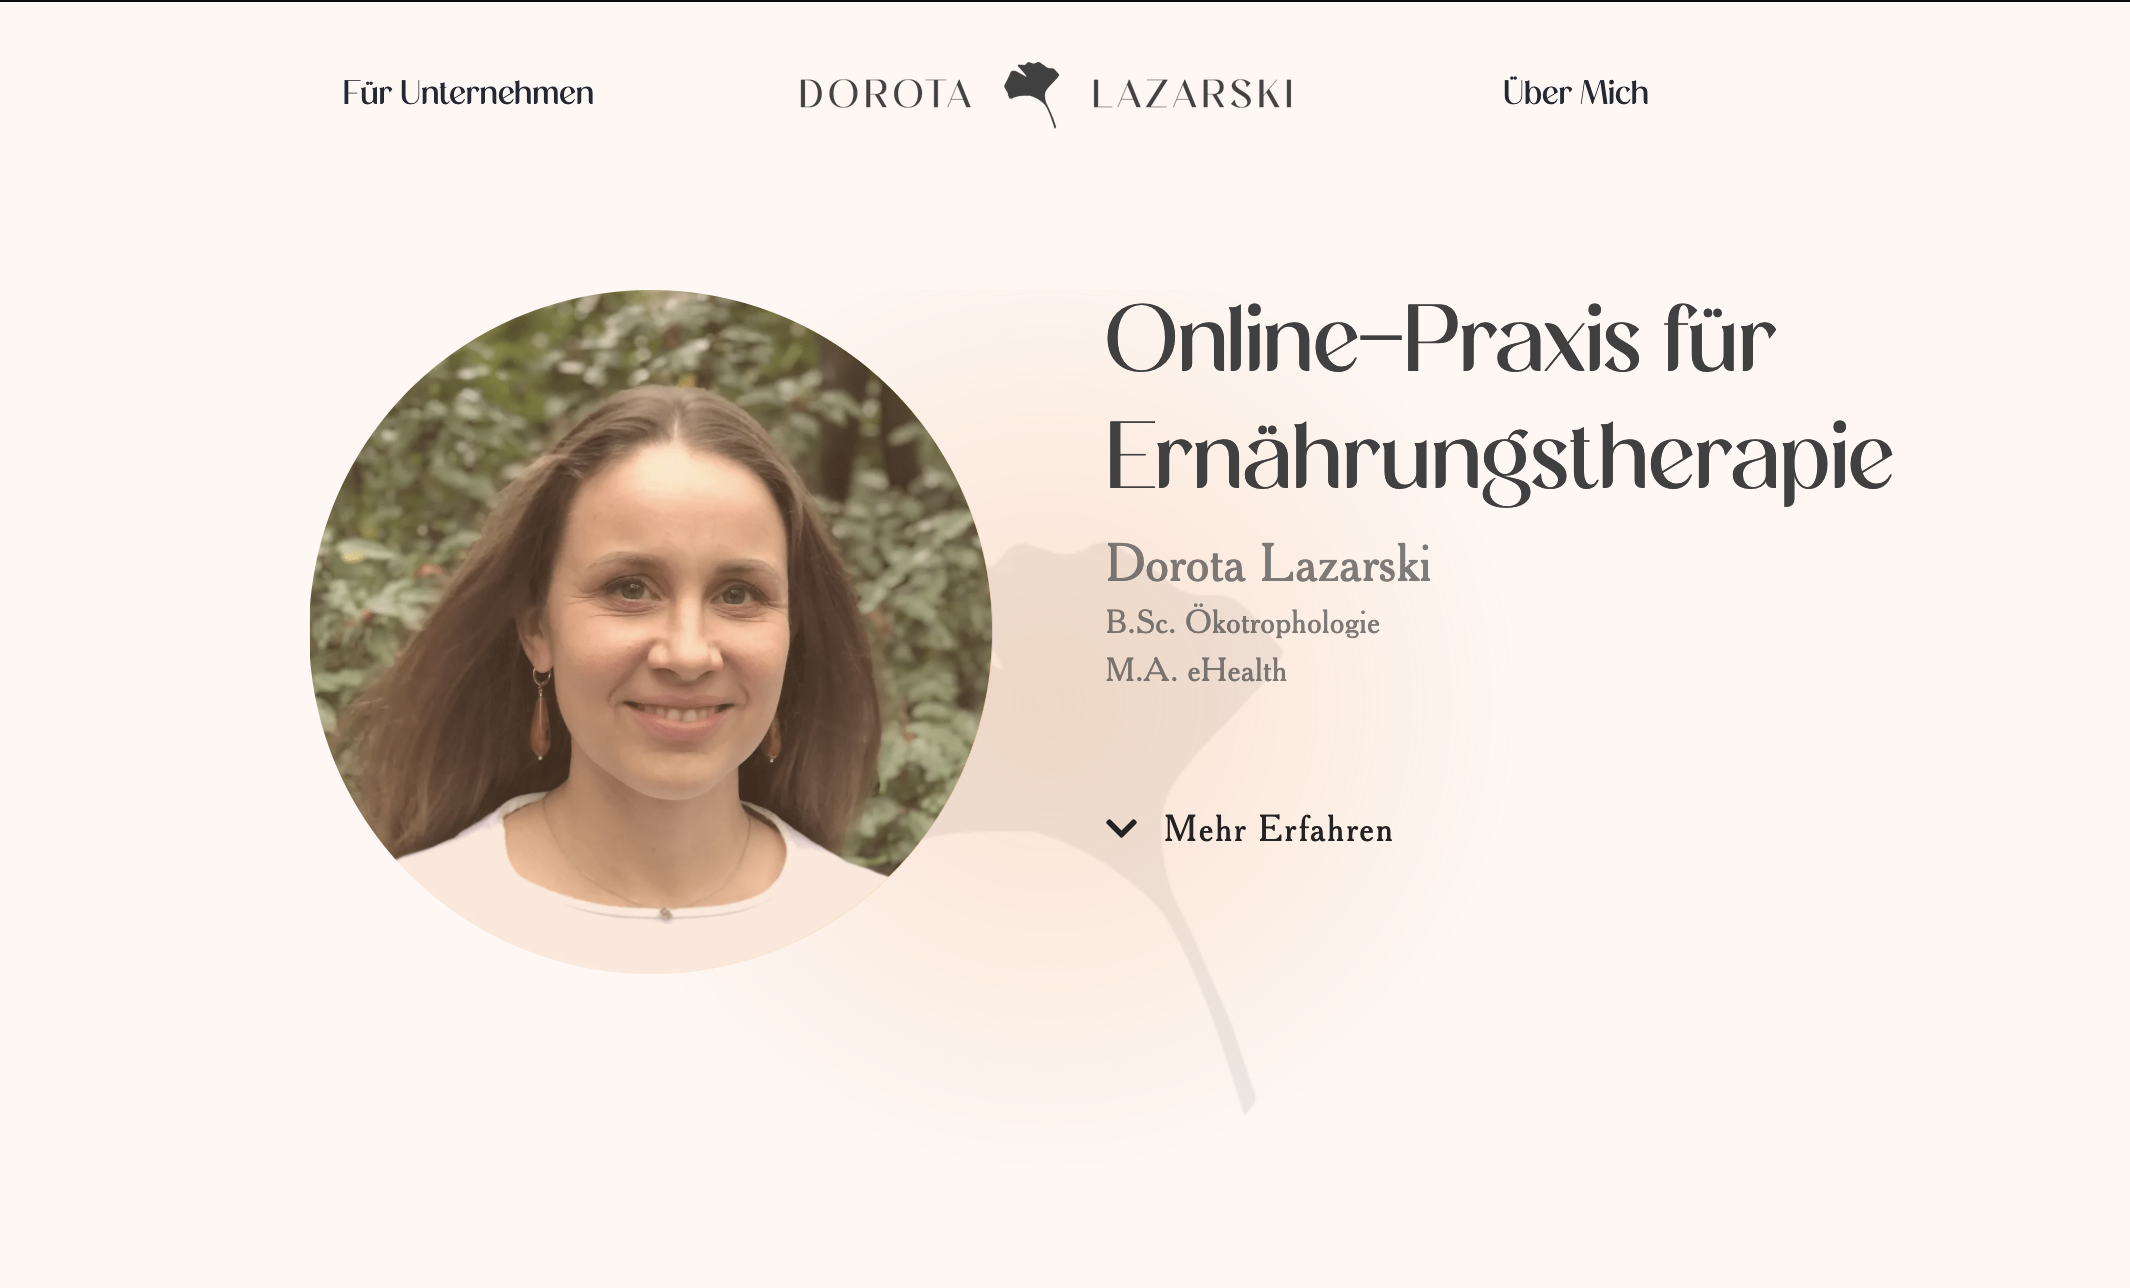 Für Unternehmen
DOROTA LAZARSKI
Über Mich
Online-Praxis für
Ernährungstherapie
Dorota Lazarski
B.Sc. Ökotrophologie
M.A. eHealth
Mehr Erfahren